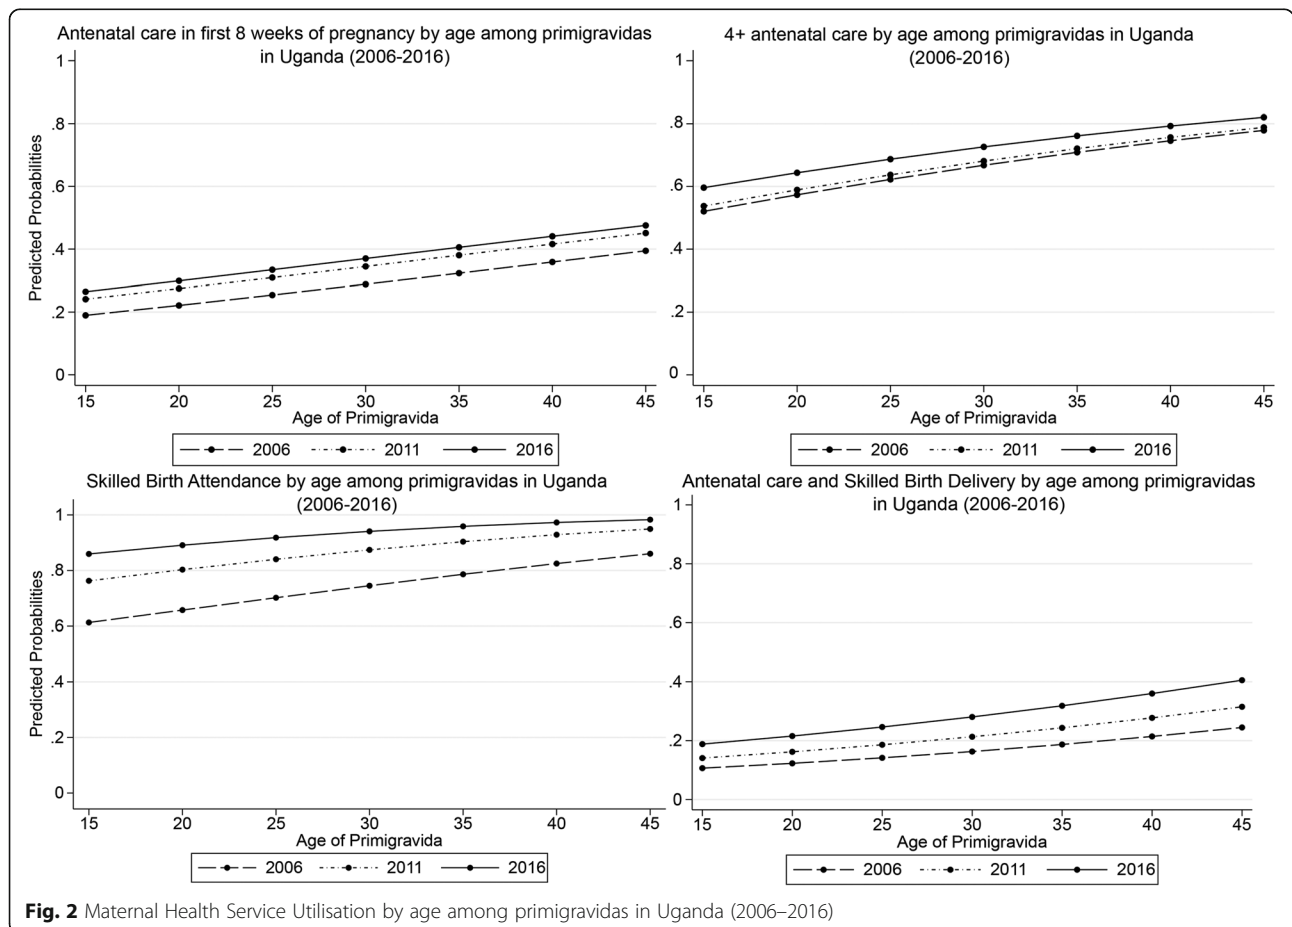 Antenatal care in first 8 weeks of pregnancy by age among primigravidas
in Uganda (2006-2016)
1
.8
.6
.4
.2
0
Predicted Probabilities
15 20 25 30 35 40 45
Age of Primigravida
2006 2011 2016
4+ antenatal care by age among primigravidas in Uganda
(2006-2016)
1
.8
.6
.4
.2
0
15 20 25 30 35 40 45
Age of Primigravida
2006 2011 2016
Skilled Birth Attendance by age among primigravidas in Uganda
(2006-2016)
1
.8
.6
.4
.2
0
Predicted Probabilities
15 20 25 30 35 40 45
Age of Primigravida
2006 2011 2016
Antenatal care and Skilled Birth Delivery by age among primigravidas
in Uganda (2006-2016)
1
.8
.6
.4
.2
0
15 20 25 30 35 40 45
Age of Primigravida
2006 2011 2016
Fig. 2 Maternal Health Service Utilisation by age among primigravidas in Uganda (2006–2016)